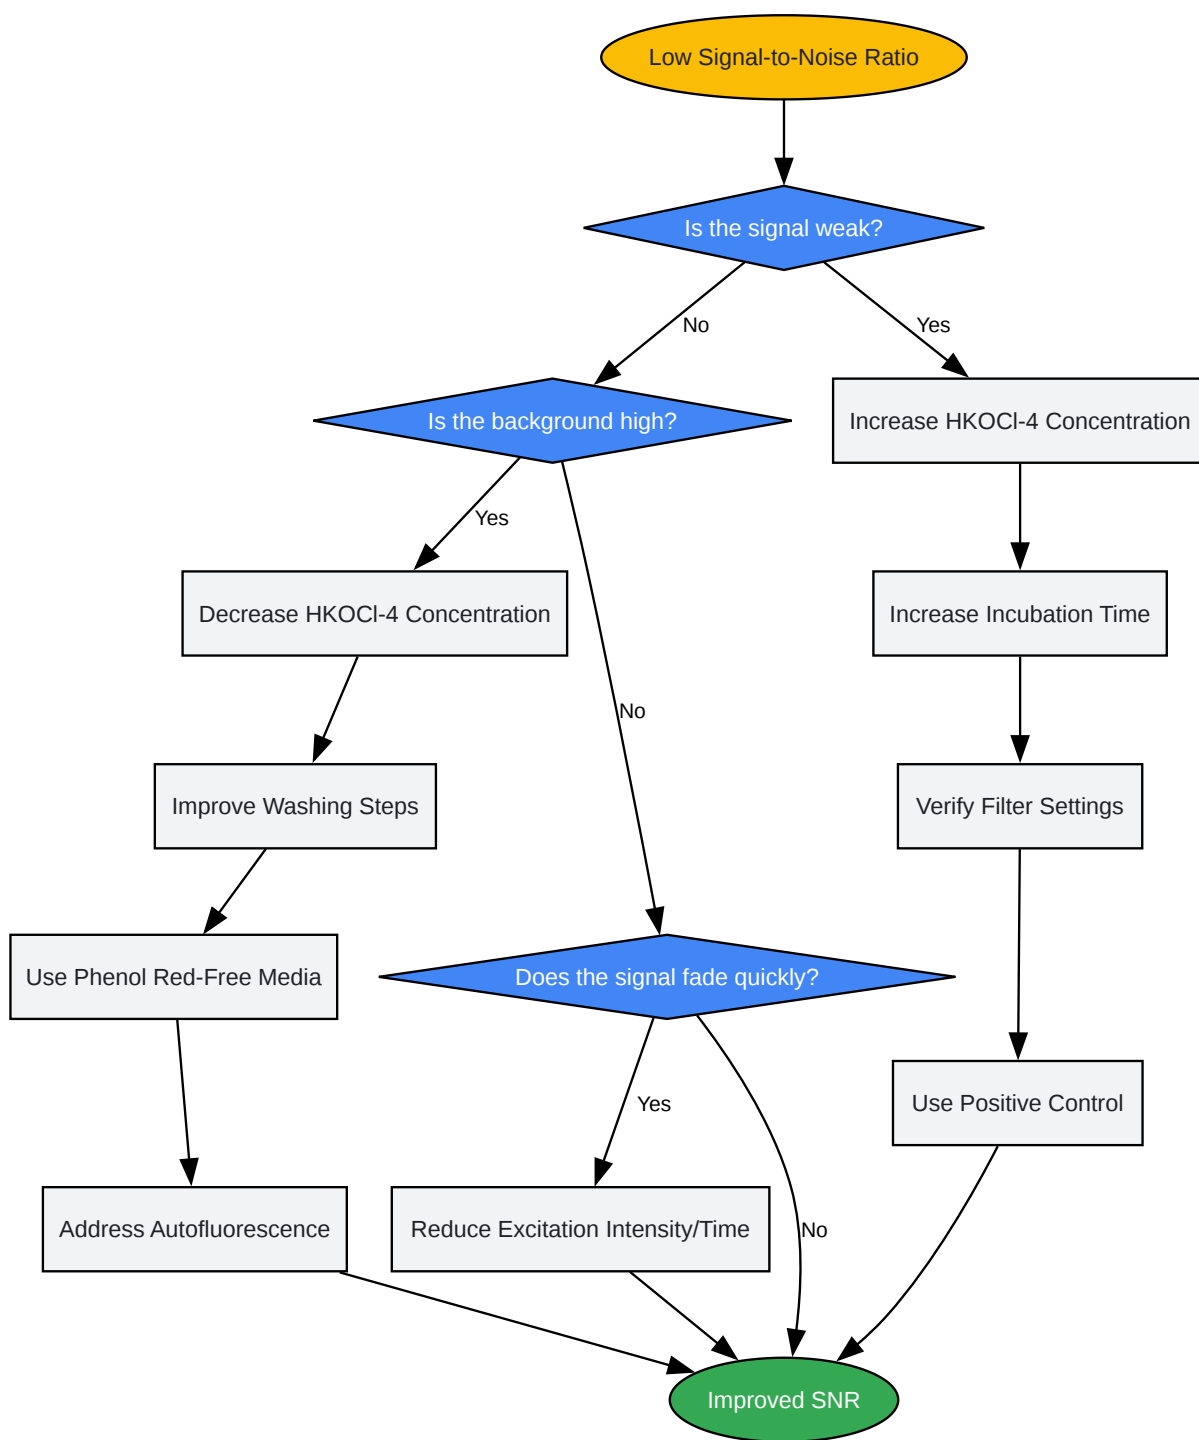 Low Signal-to-Noise Ratio
Is the signal weak?
No
Yes
Is the background high?
Increase HKOCl-4 Concentration
Yes
Decrease HKOCl-4 Concentration
Increase Incubation Time
No
Improve Washing Steps
Verify Filter Settings
Use Phenol Red-Free Media
Does the signal fade quickly?
Yes
Use Positive Control
Address Autofluorescence
Reduce Excitation Intensity/Time
No
Improved SNR